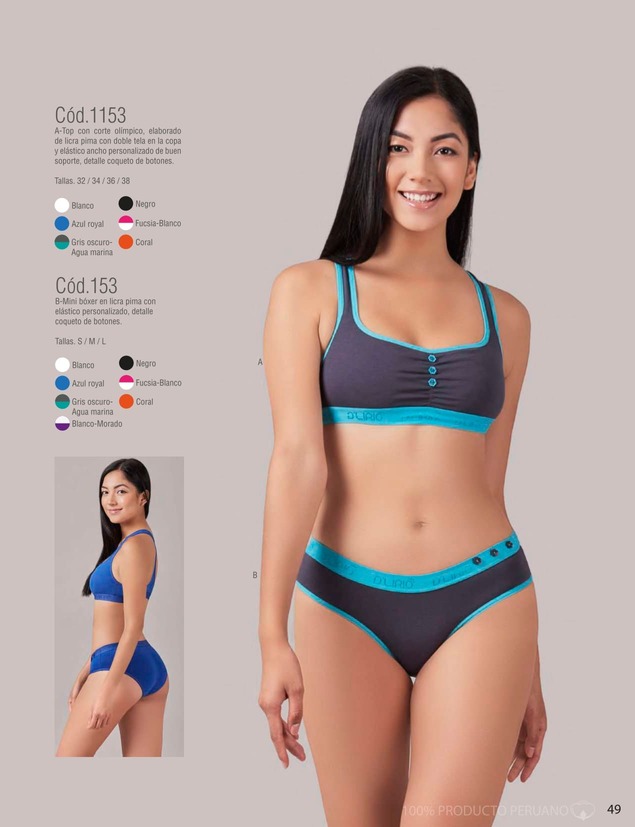 Cód.1153
A-Top con corte olímpico, elaborado
de licra pima con doble tela en la copa
y elástico ancho personalizado de buen
soporte, detalle coqueto de botones.
Tallas. 32 / 34 / 36 / 38
Blanco
Negro
Azul royal
Fucsia-Blanco
Gris oscuro-
Agua marina
Coral
Cód.153
B-Mini bóxer en licra pima con
elástico personalizado, detalle
coqueto de botones.
Tallas. S / M / L
Blanco
Negro
Azul royal
Fucsia-Blanco
Gris oscuro-
Agua marina
Coral
Blanco-Morado
A
B
100% PRODUCTO PERUANO
49